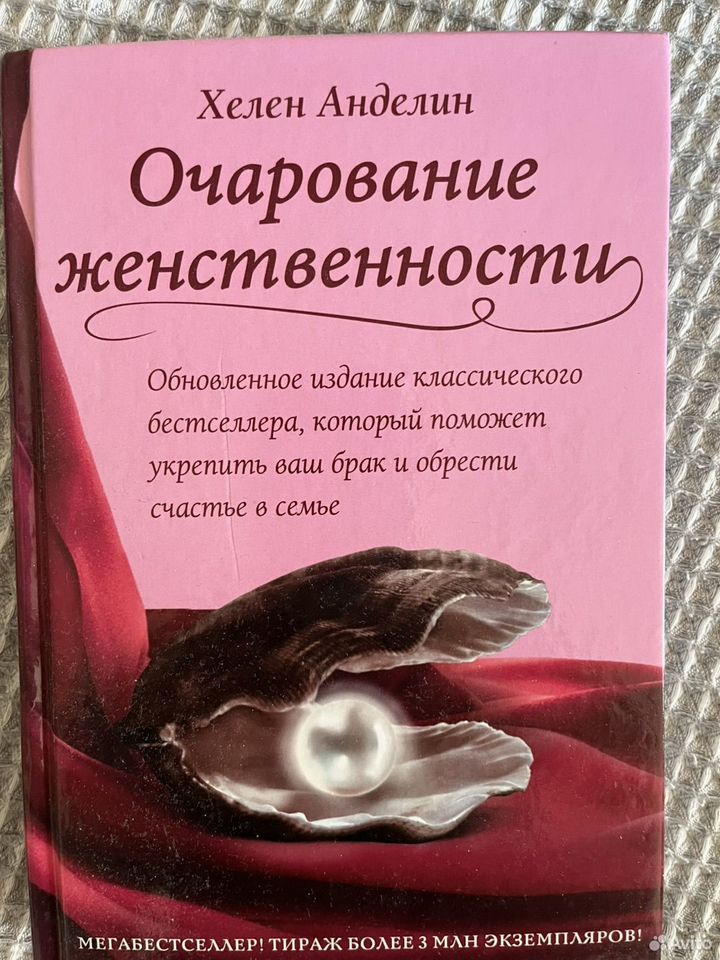 Хелен Анделин
Очарование
женственности
Обновленное издание классического
бестселлера, который поможет
укрепить ваш брак и обрести
счастье в семье
МЕГАБЕСТСЕЛЛЕР! ТИРАЖ БОЛЕЕ 3 МЛН ЭКЗЕМПЛЯРОВ!
Avito